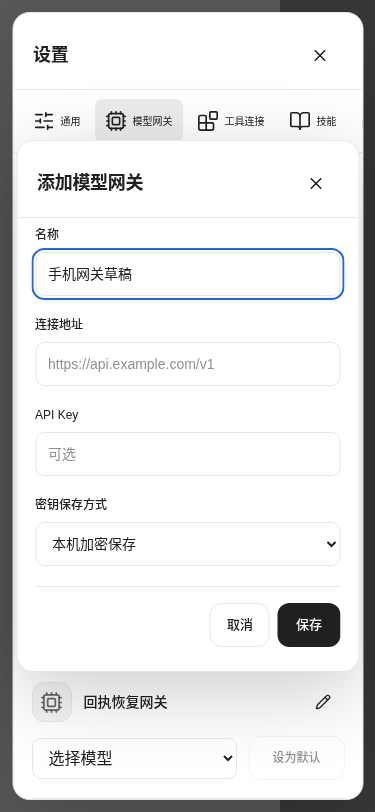 设置
通用
模型网关
工具连接
技能
添加模型网关
名称
手机网关草稿
连接地址
https://api.example.com/v1
API Key
可选
密钥保存方式
本机加密保存
取消
保存
回执恢复网关
选择模型
设为默认